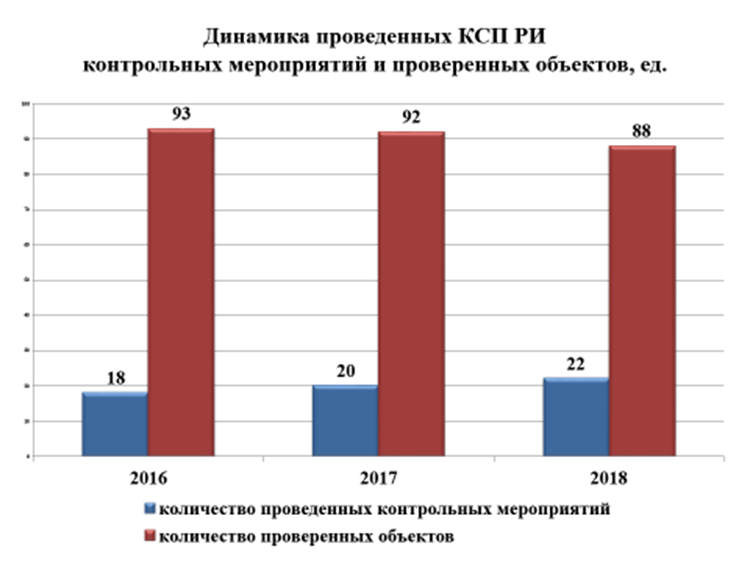 Динамика проведенных КСП РИ
контрольных мероприятий и проверенных объектов, ед.
93
92
88
18
20
22
2016
2017
2018
количество проведенных контрольных мероприятий
количество проверенных объектов